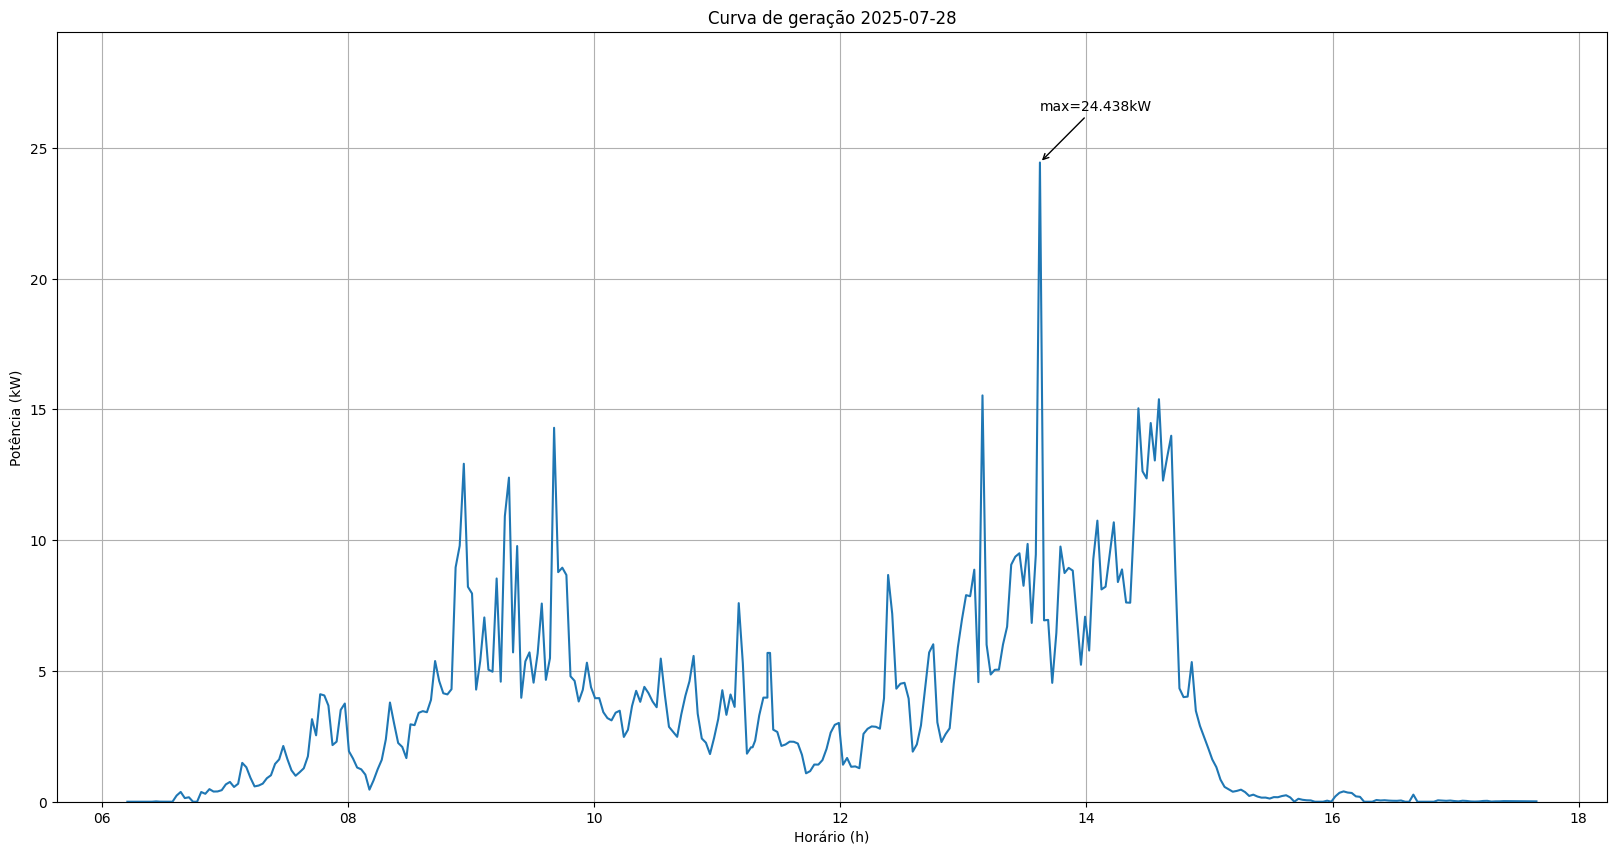 Curva de geração 2025-07-28
max=24.438kW
Potência (kW)
25
20
15
10
5
0
06 08 10 12 14 16 18
Horário (h)